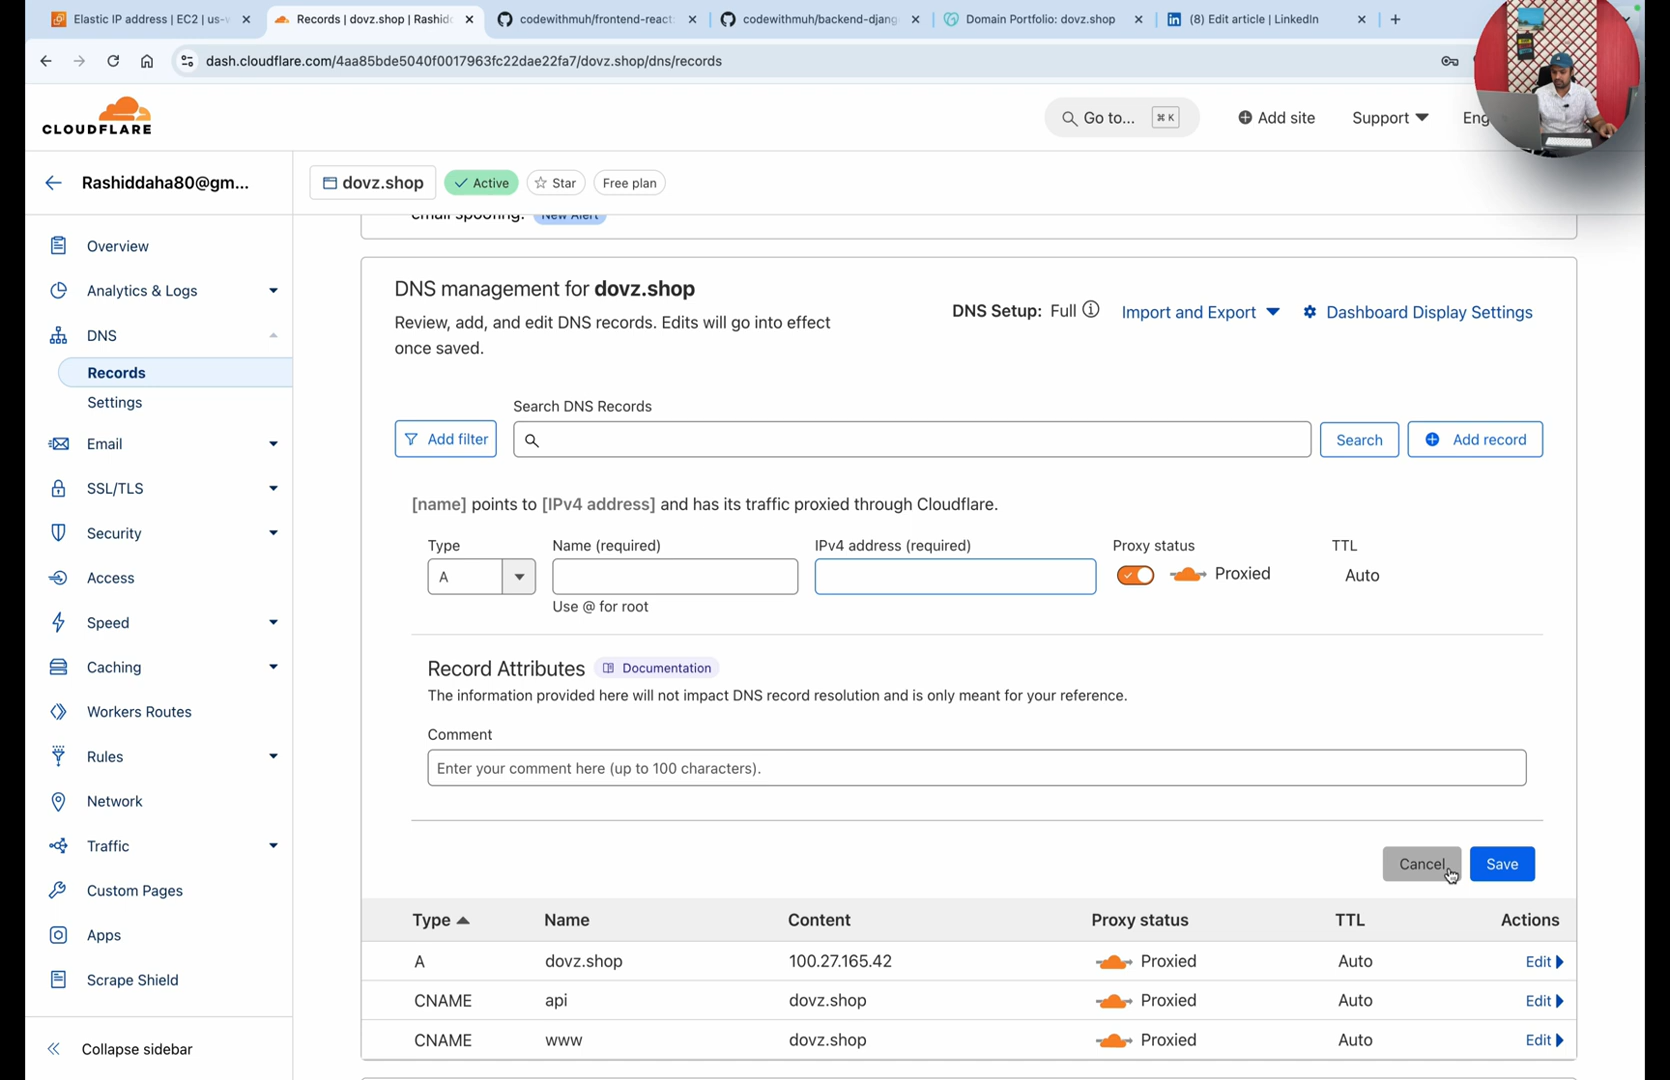 Elastic IP address | EC2 | us-
Records | dovz.shop | Rashid
codewithmuh/frontend-react
codewithmuh/backend-djang
Domain Portfolio: dovz.shop
(8) Edit article | LinkedIn
dash.cloudflare.com/4aa85bde5040f0017963fc22dae22fa7/dovz.shop/dns/records
CLOUDFLARE
Go to...
⌘ K
Add site
Support
Eng
Rashiddaha80@gm...
dovz.shop
Active
Star
Free plan
email spoofing.
New Alert
Overview
Analytics & Logs
DNS
Records
Settings
Email
SSL/TLS
Security
Access
Speed
Caching
Workers Routes
Rules
Network
Traffic
Custom Pages
Apps
Scrape Shield
Collapse sidebar
DNS management for dovz.shop
Review, add, and edit DNS records. Edits will go into effect
once saved.
DNS Setup: Full
Import and Export
Dashboard Display Settings
Search DNS Records
Add filter
Search
Add record
[name] points to [IPv4 address] and has its traffic proxied through Cloudflare.
Type
Name (required)
IPv4 address (required)
Proxy status
TTL
A
Proxied
Auto
Use @ for root
Record Attributes
Documentation
The information provided here will not impact DNS record resolution and is only meant for your reference.
Comment
Enter your comment here (up to 100 characters).
Cancel
Save
Type Name Content Proxy status TTL Actions
A dovz.shop 100.27.165.42 Proxied Auto Edit
CNAME api dovz.shop Proxied Auto Edit
CNAME www dovz.shop Proxied Auto Edit